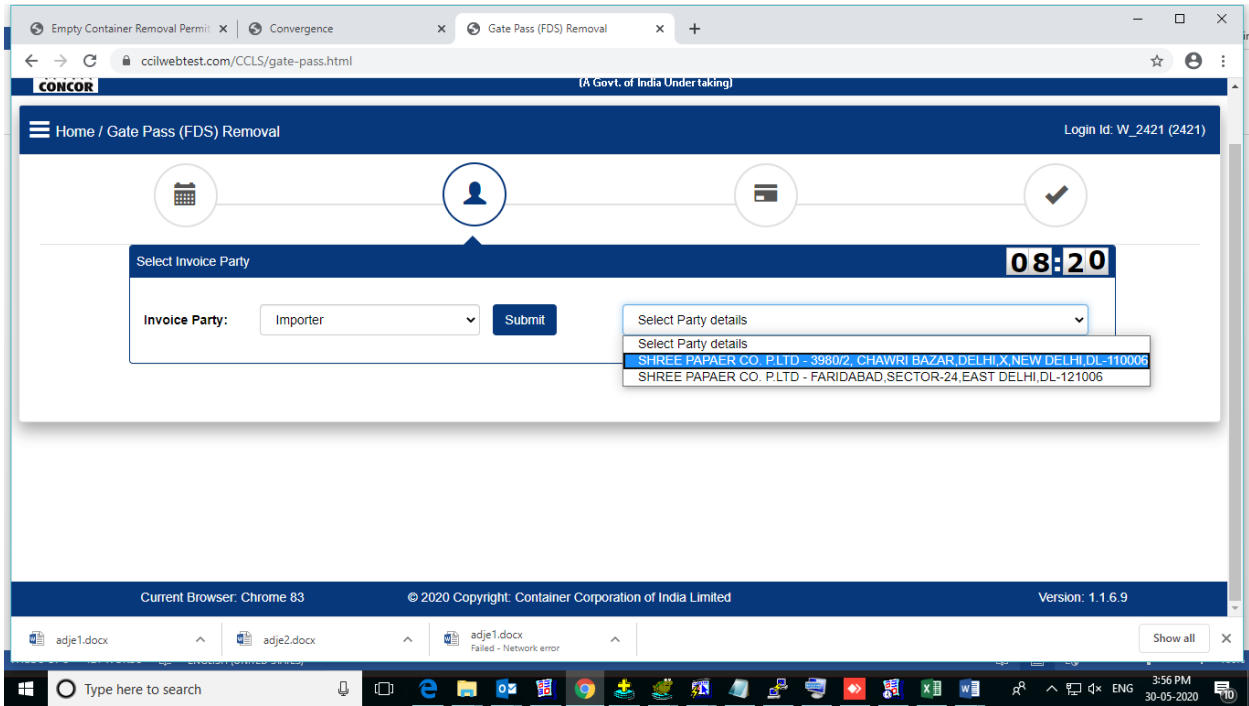 Empty Container Removal Permit
Convergence
Gate Pass (FDS) Removal
ccilwebtest.com/CCLS/gate-pass.html
CONCOR
(A Govt. of India Undertaking)
Home / Gate Pass (FDS) Removal
Login Id: W_2421 (2421)
Select Invoice Party
08:20
Invoice Party:
Importer
Submit
Select Party details
Select Party details
SHREE PAPAER CO. P.LTD - 3980/2, CHAWRI BAZAR,DELHI,X,NEW DELHI,DL-110006
SHREE PAPAER CO. P.LTD - FARIDABAD,SECTOR-24,EAST DELHI,DL-121006
Current Browser: Chrome 83
© 2020 Copyright: Container Corporation of India Limited
Version: 1.1.6.9
adje1.docx
adje2.docx
adje1.docx
Failed - Network error
Show all
Type here to search
ENG
3:56 PM
30-05-2020
10